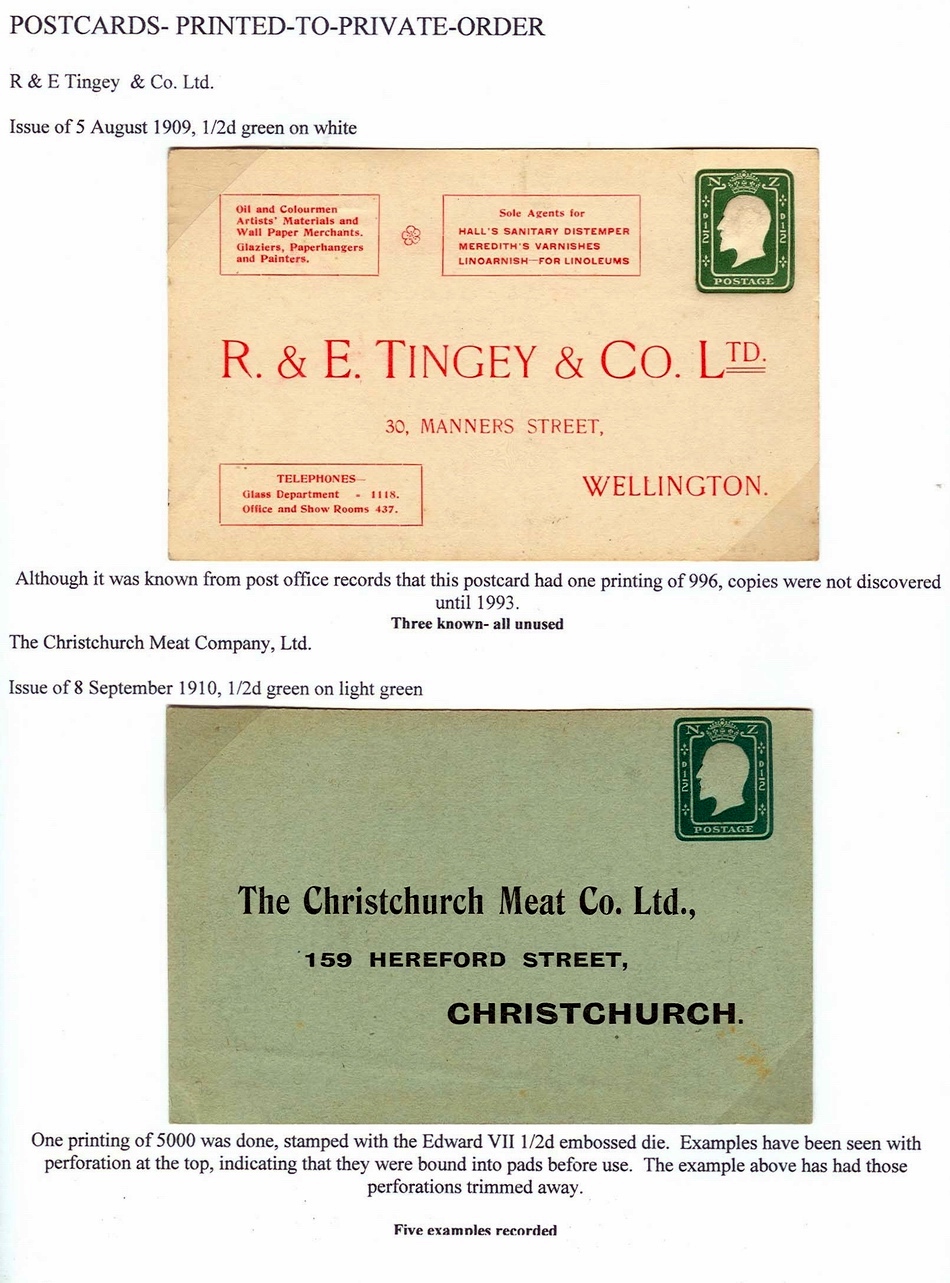 POSTCARDS- PRINTED-TO-PRIVATE-ORDER
R & E Tingey & Co. Ltd.
Issue of 5 August 1909, 1/2d green on white
Oil and Colourmen
Artists' Materials and
Wall Paper Merchants.
Glaziers, Paperhangers
and Painters.
Sole Agents for
HALL'S SANITARY DISTEMPER
MEREDITH'S VARNISHES
LINOARNISH—FOR LINOLEUMS
N Z
D 1/2 D 1/2
POSTAGE
R. & E. TINGEY & CO. LTD.
30, MANNERS STREET,
WELLINGTON.
TELEPHONES—
Glass Department - 1118.
Office and Show Rooms 437.
Although it was known from post office records that this postcard had one printing of 996, copies were not discovered
until 1993.
Three known- all unused
The Christchurch Meat Company, Ltd.
Issue of 8 September 1910, 1/2d green on light green
N Z
D 1/2 D 1/2
POSTAGE
The Christchurch Meat Co. Ltd.,
159 HEREFORD STREET,
CHRISTCHURCH.
One printing of 5000 was done, stamped with the Edward VII 1/2d embossed die. Examples have been seen with
perforation at the top, indicating that they were bound into pads before use. The example above has had those
perforations trimmed away.
Five examples recorded